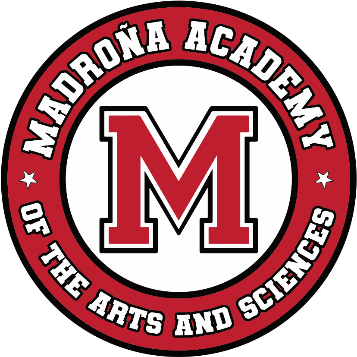 MADROÑA ACADEMY
M
OF THE ARTS AND SCIENCES